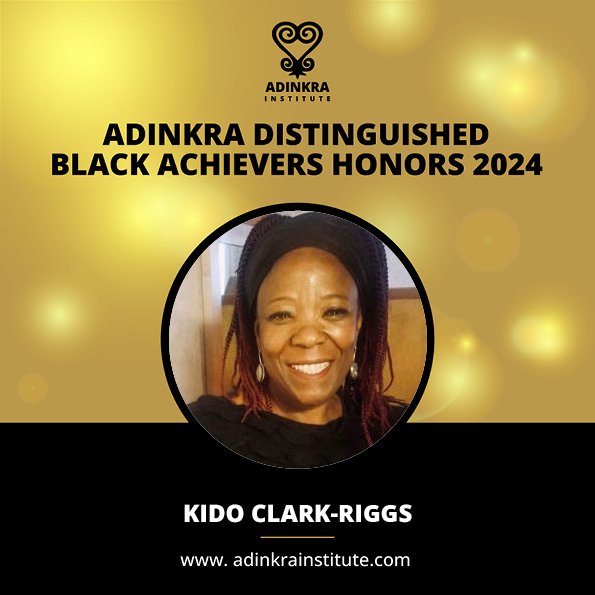 ADINKRA
INSTITUTE
ADINKRA DISTINGUISHED
BLACK ACHIEVERS HONORS 2024
KIDO CLARK-RIGGS
www. adinkrainstitute.com